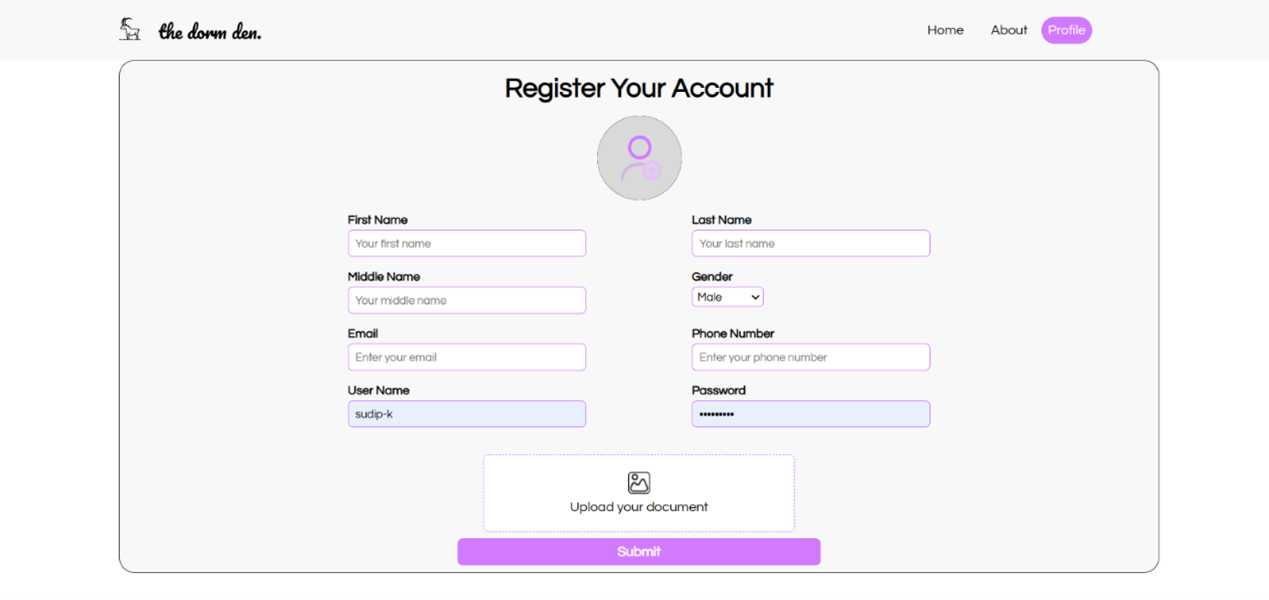 the dorm den.
Home About Profile
Register Your Account
First Name Last Name
Your first name Your last name
Middle Name Gender
Your middle name Male
Email Phone Number
Enter your email Enter your phone number
User Name Password
sudip-k •••••••••
Upload your document
Submit